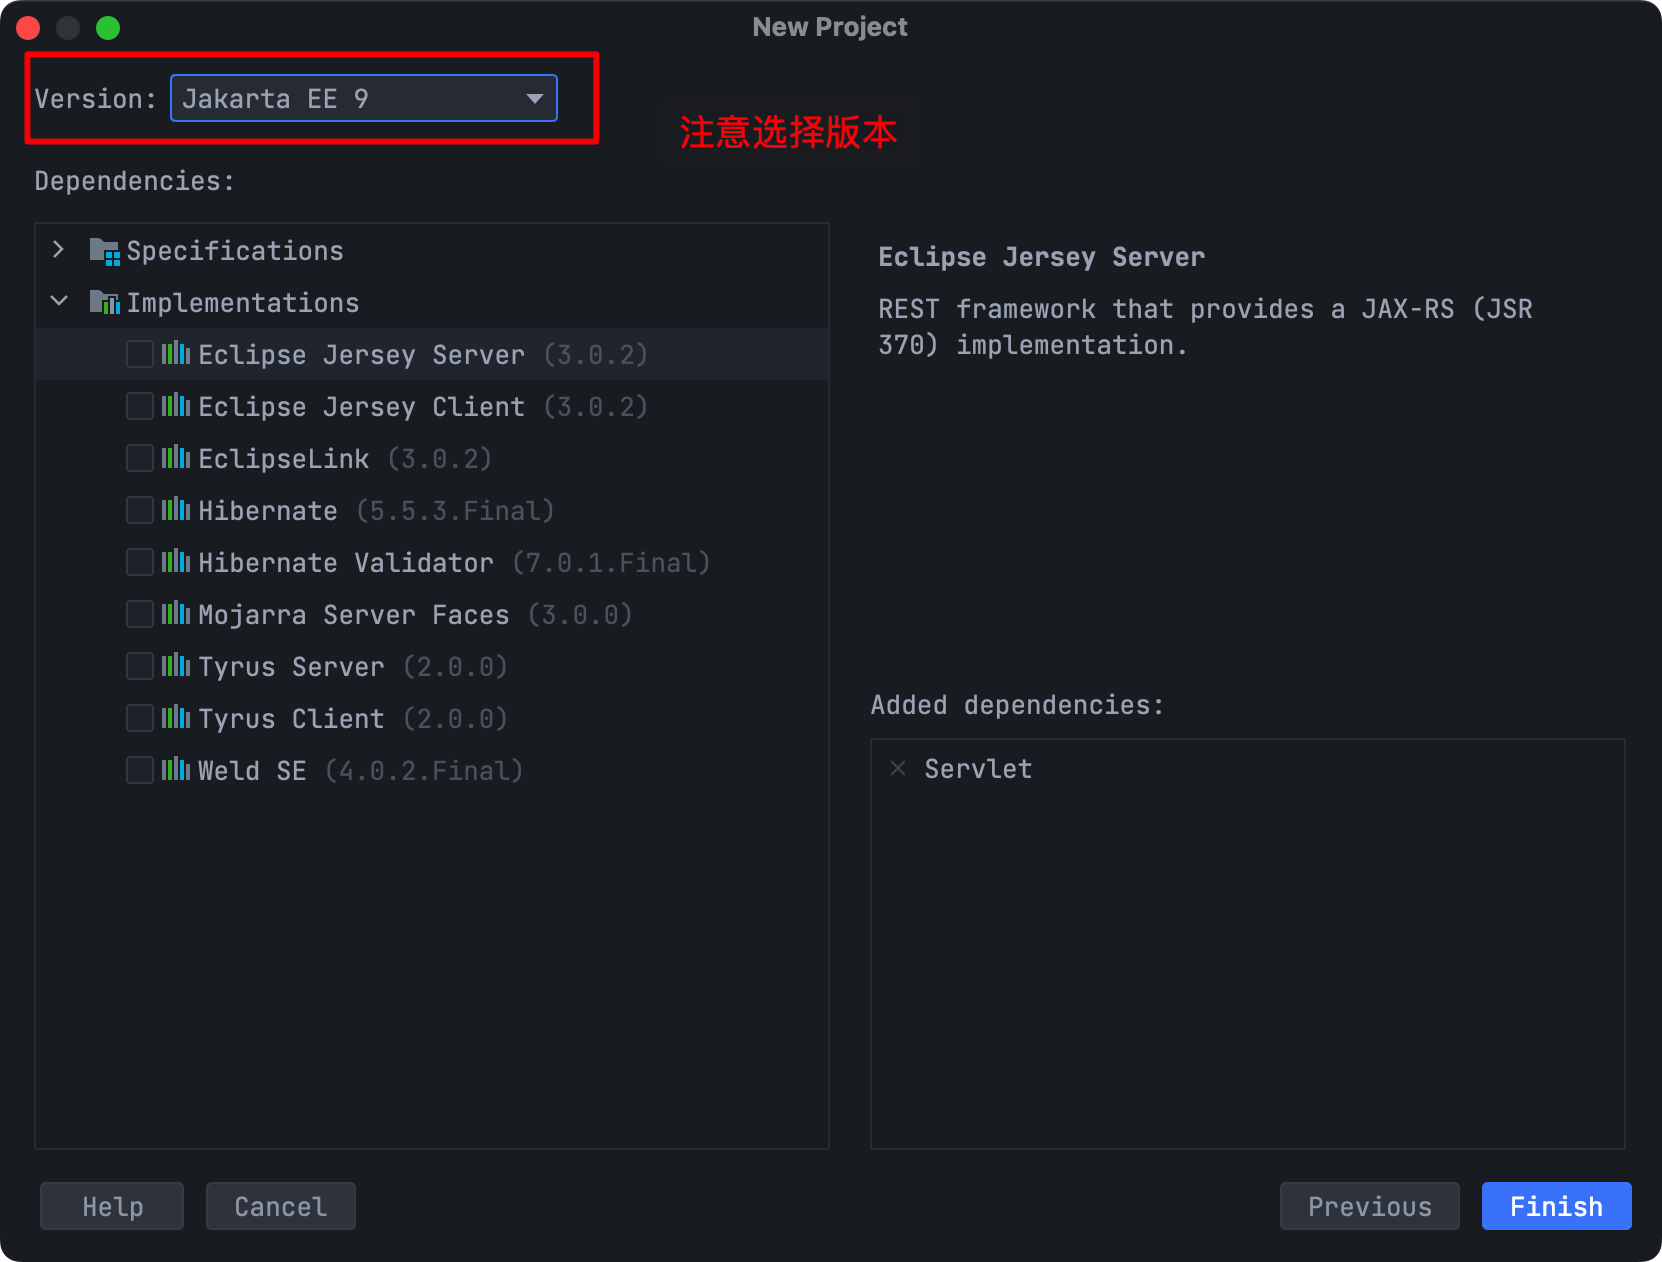 New Project
Version: Jakarta EE 9
注意选择版本
Dependencies:
Specifications
Implementations
Eclipse Jersey Server (3.0.2)
Eclipse Jersey Client (3.0.2)
EclipseLink (3.0.2)
Hibernate (5.5.3.Final)
Hibernate Validator (7.0.1.Final)
Mojarra Server Faces (3.0.0)
Tyrus Server (2.0.0)
Tyrus Client (2.0.0)
Weld SE (4.0.2.Final)
Eclipse Jersey Server
REST framework that provides a JAX-RS (JSR
370) implementation.
Added dependencies:
Servlet
Help
Cancel
Previous
Finish